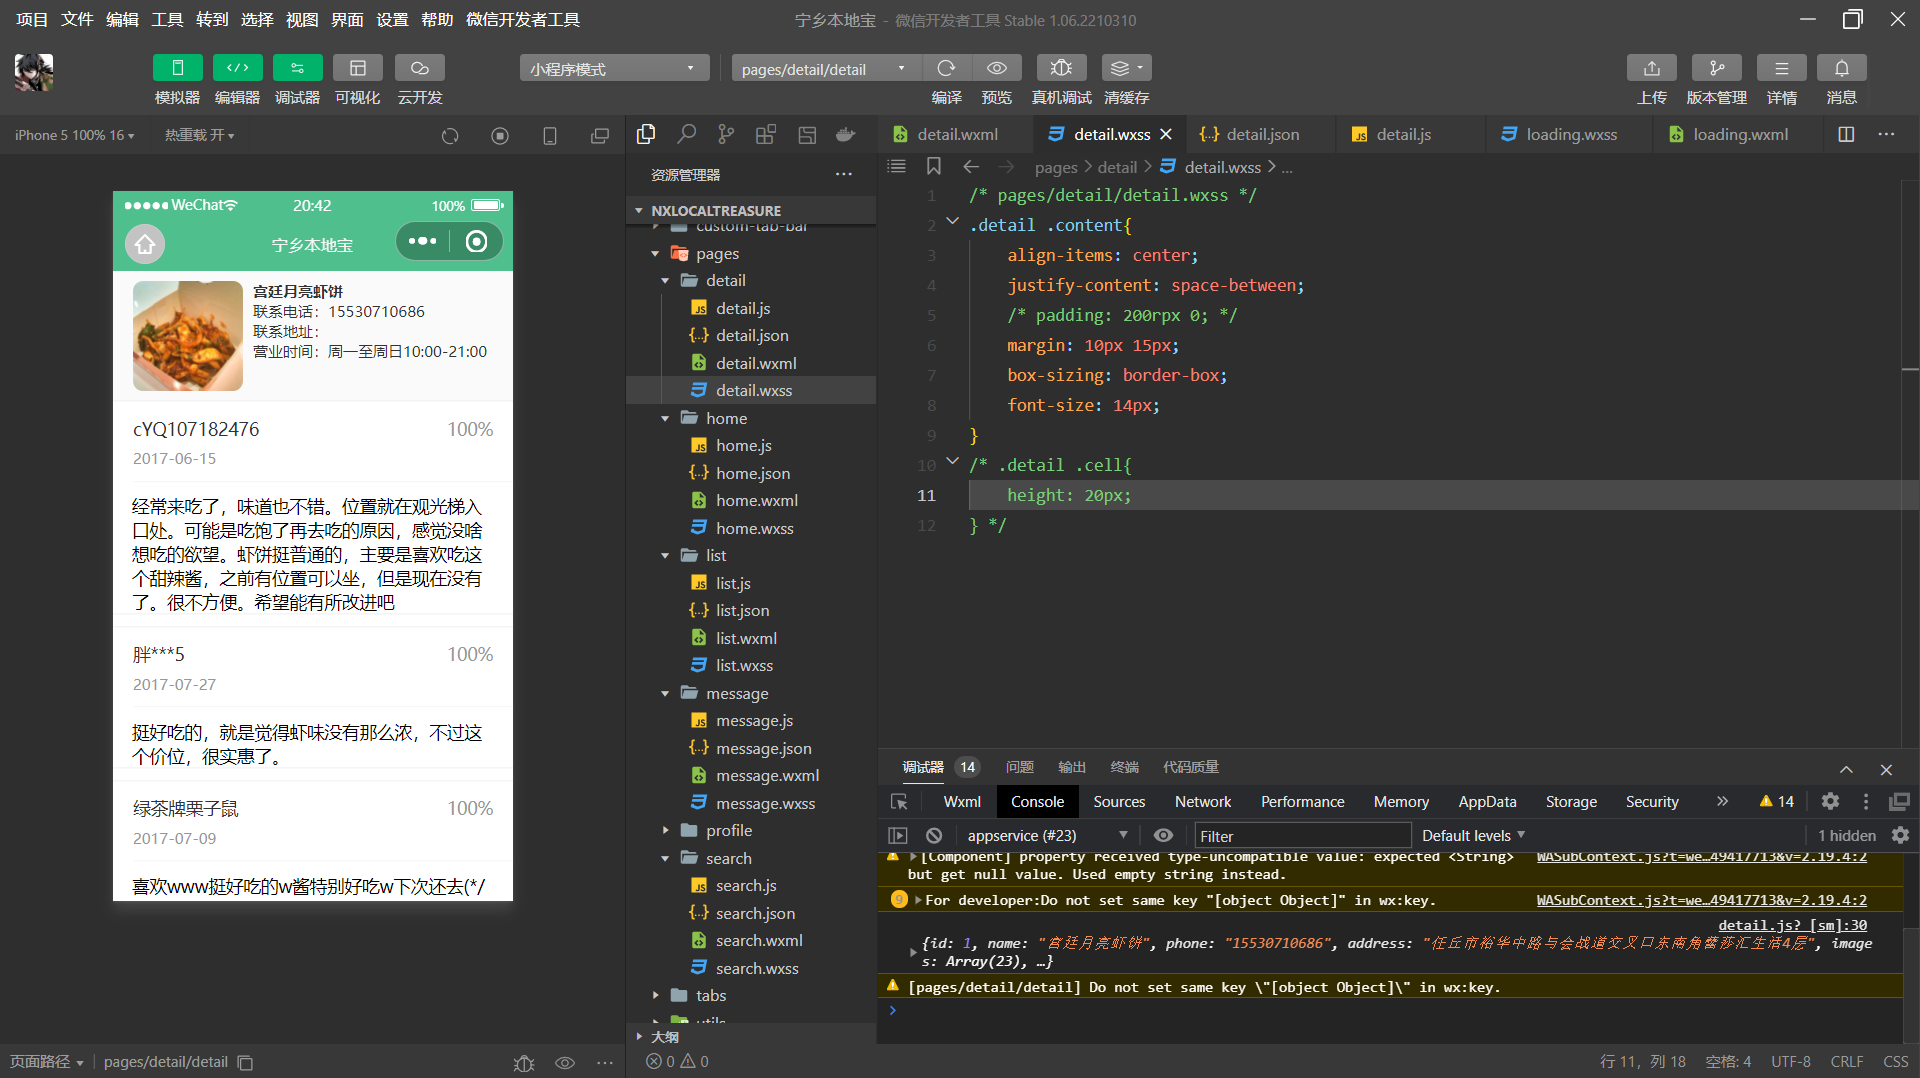 项目 文件 编辑 工具 转到 选择 视图 界面 设置 帮助 微信开发者工具
宁乡本地宝 - 微信开发者工具 Stable 1.06.2210310
小程序模式
pages/detail/detail
模拟器 编辑器 调试器 可视化 云开发
编译 预览 真机调试 清缓存
上传 版本管理 详情 消息
iPhone 5 100% 16
热重载 开
WeChat
20:42
100%
宁乡本地宝
宫廷月亮虾饼
联系电话：15530710686
联系地址：
营业时间：周一至周日10:00-21:00
cYQ107182476
100%
2017-06-15
经常来吃了，味道也不错。位置就在观光梯入
口处。可能是吃饱了再去吃的原因，感觉没啥
想吃的欲望。虾饼挺普通的，主要是喜欢吃这
个甜辣酱，之前有位置可以坐，但是现在没有
了。很不方便。希望能有所改进吧
胖***5
100%
2017-07-27
挺好吃的，就是觉得虾味没有那么浓，不过这
个价位，很实惠了。
绿茶牌栗子鼠
100%
2017-07-09
喜欢www挺好吃的w酱特别好吃w下次还去(*/
页面路径
pages/detail/detail
资源管理器
NXLOCALTREASURE
custom-tab-bar
pages
detail
detail.js
detail.json
detail.wxml
detail.wxss
home
home.js
home.json
home.wxml
home.wxss
list
list.js
list.json
list.wxml
list.wxss
message
message.js
message.json
message.wxml
message.wxss
profile
search
search.js
search.json
search.wxml
search.wxss
tabs
utils
大纲
0 0
detail.wxml
detail.wxss
detail.json
detail.js
loading.wxss
loading.wxml
pages > detail > detail.wxss > ...
1 /* pages/detail/detail.wxss */
2 .detail .content{
3 align-items: center;
4 justify-content: space-between;
5 /* padding: 200rpx 0; */
6 margin: 10px 15px;
7 box-sizing: border-box;
8 font-size: 14px;
9 }
10 /* .detail .cell{
11 height: 20px;
12 } */
调试器 14 问题 输出 终端 代码质量
Wxml Console Sources Network Performance Memory AppData Storage Security
14
appservice (#23)
Filter
Default levels
1 hidden
[Component] property received type-uncompatible value: expected <String> WASubContext.js?t=we…49417713&v=2.19.4:2
but get null value. Used empty string instead.
9 For developer:Do not set same key "[object Object]" in wx:key. WASubContext.js?t=we…49417713&v=2.19.4:2
detail.js? [sm]:30
{id: 1, name: "宫廷月亮虾饼", phone: "15530710686", address: "任丘市裕华中路与会战道交叉口东南角蕾莎汇生活4层", image
s: Array(23), …}
[pages/detail/detail] Do not set same key \"[object Object]\" in wx:key.
行 11，列 18 空格: 4 UTF-8 CRLF CSS